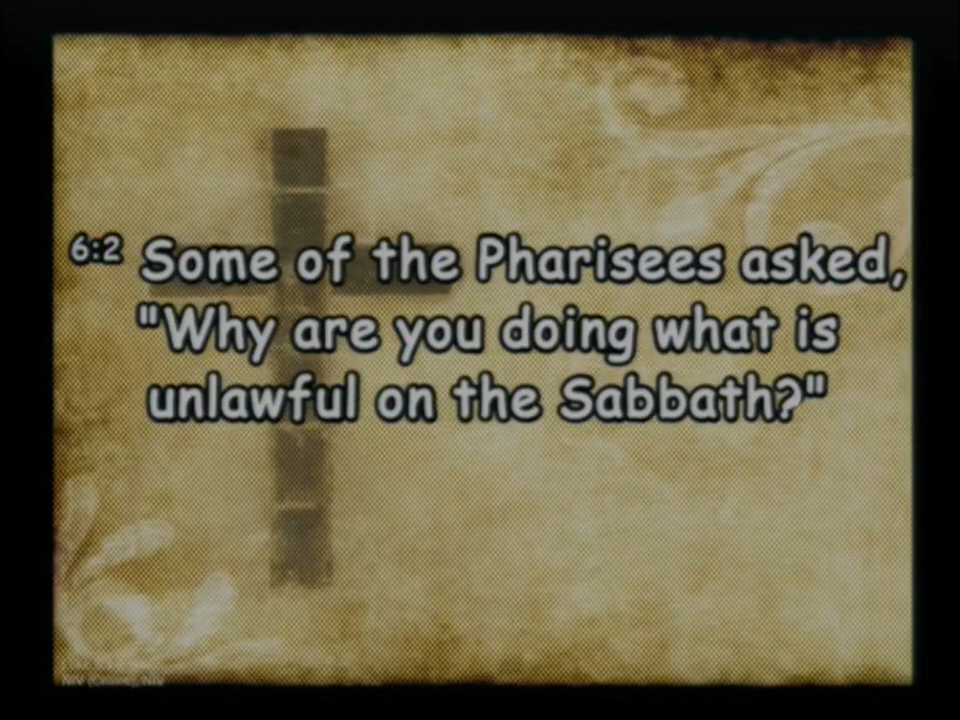 6:2 Some of the Pharisees asked,
"Why are you doing what is
unlawful on the Sabbath?"